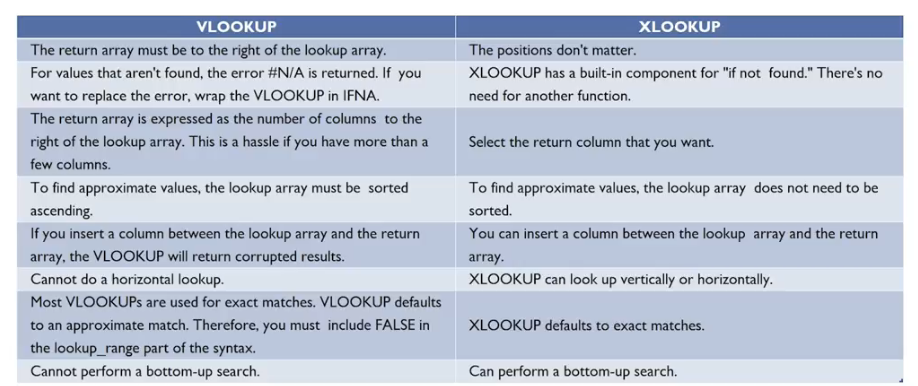 VLOOKUP
XLOOKUP
The return array must be to the right of the lookup array.
The positions don't matter.
For values that aren't found, the error #N/A is returned. If you
want to replace the error, wrap the VLOOKUP in IFNA.
XLOOKUP has a built-in component for "if not found." There's no
need for another function.
The return array is expressed as the number of columns to the
right of the lookup array. This is a hassle if you have more than a
few columns.
Select the return column that you want.
To find approximate values, the lookup array must be sorted
ascending.
To find approximate values, the lookup array does not need to be
sorted.
If you insert a column between the lookup array and the return
array, the VLOOKUP will return corrupted results.
You can insert a column between the lookup array and the return
array.
Cannot do a horizontal lookup.
XLOOKUP can look up vertically or horizontally.
Most VLOOKUPs are used for exact matches. VLOOKUP defaults
to an approximate match. Therefore, you must include FALSE in
the lookup_range part of the syntax.
XLOOKUP defaults to exact matches.
Cannot perform a bottom-up search.
Can perform a bottom-up search.